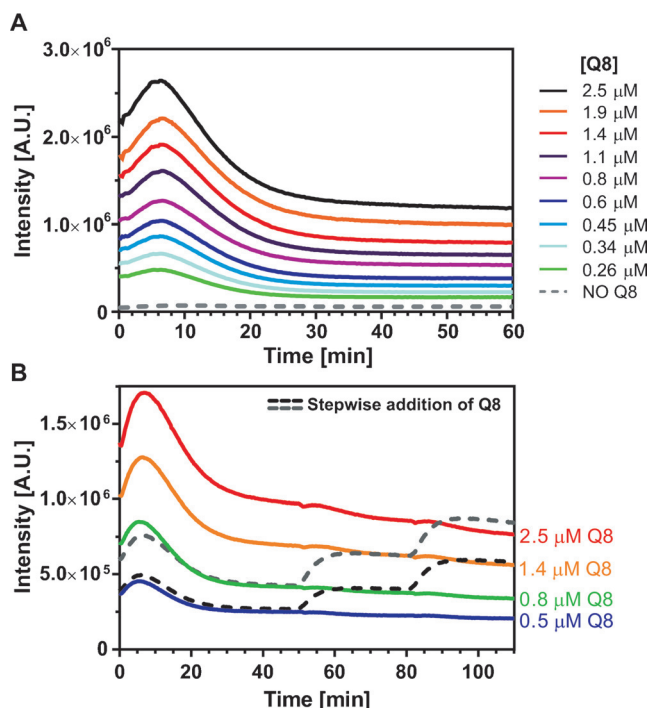 A
Intensity [A.U.]
3.0×10⁶
2.0×10⁶
1.0×10⁶
0
0 10 20 30 40 50 60
Time [min]
[Q8]
2.5 μM
1.9 μM
1.4 μM
1.1 μM
0.8 μM
0.6 μM
0.45 μM
0.34 μM
0.26 μM
NO Q8
B
Stepwise addition of Q8
Intensity [A.U.]
1.5×10⁶
1.0×10⁶
5.0×10⁵
0
0 20 40 60 80 100
Time [min]
2.5 μM Q8
1.4 μM Q8
0.8 μM Q8
0.5 μM Q8